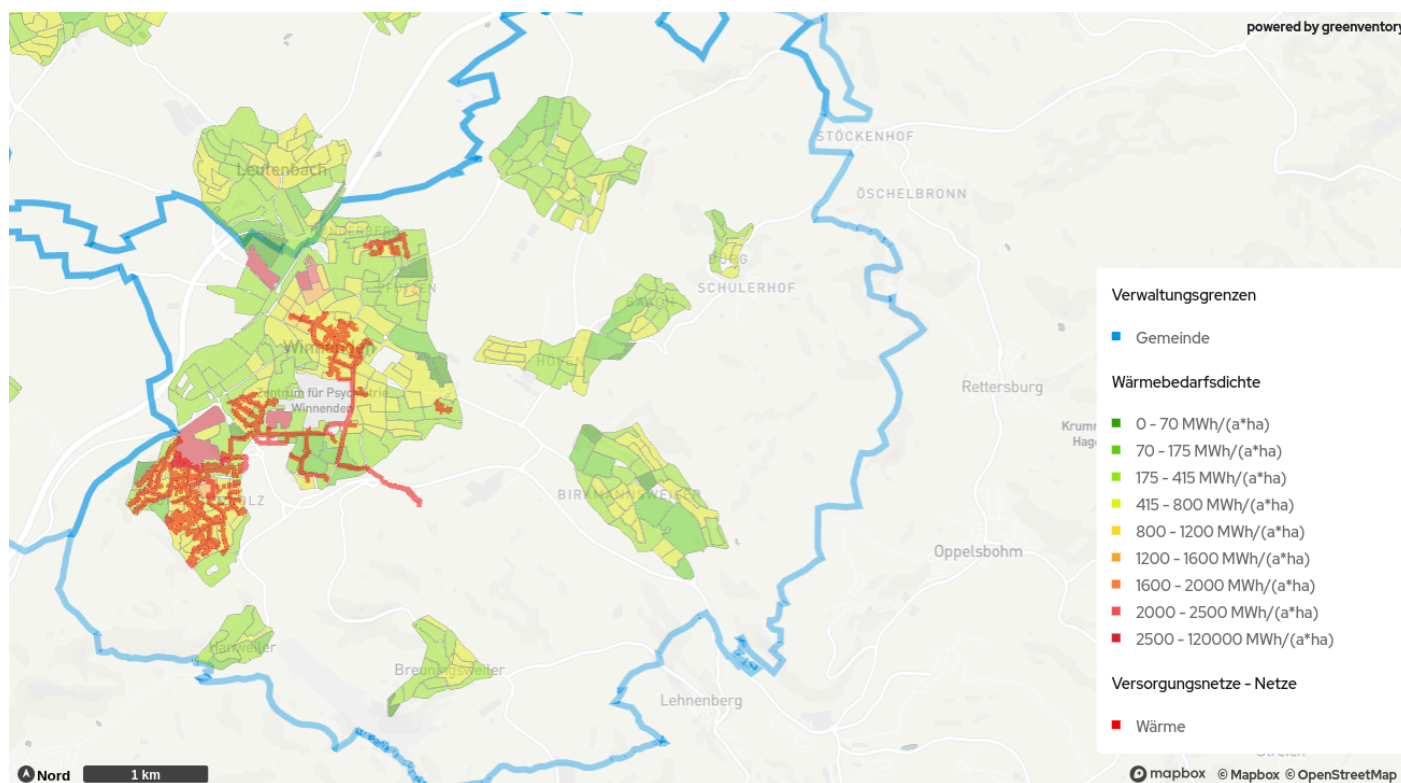 powered by greenventory
STÖCKENHOF
Leutenbach
ÖSCHELBRONN
BURG
SCHULERHOF
Verwaltungsgrenzen
Gemeinde
HÖFEN
Winnenden
Rettersburg
Wärmebedarfsdichte
Zentrum für Psychiatrie
Winnenden
0 - 70 MWh/(a*ha)
70 - 175 MWh/(a*ha)
175 - 415 MWh/(a*ha)
BIRKMANNSWEILER
415 - 800 MWh/(a*ha)
800 - 1200 MWh/(a*ha)
Oppelsbohm
1200 - 1600 MWh/(a*ha)
1600 - 2000 MWh/(a*ha)
2000 - 2500 MWh/(a*ha)
2500 - 120000 MWh/(a*ha)
Hanweiler
Breuningsweiler
Lehnenberg
Versorgungsnetze - Netze
Wärme
Nord
1 km
mapbox © Mapbox © OpenStreetMap